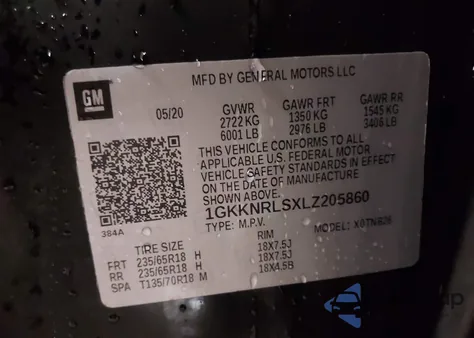 MFD BY GENERAL MOTORS LLC
GM
05/20 GVWR GAWR FRT GAWR RR
2722 KG 1350 KG 1545 KG
6001 LB 2976 LB 3406 LB
THIS VEHICLE CONFORMS TO ALL
APPLICABLE U.S. FEDERAL MOTOR
VEHICLE SAFETY STANDARDS IN EFFECT
ON THE DATE OF MANUFACTURE
SHOWN ABOVE.
1GKKNRLSXLZ205860
384A TYPE: M.P.V. MODEL: X0TNB26
TIRE SIZE RIM
FRT 235/65R18 H 18X7.5J
RR 235/65R18 H 18X7.5J
SPA T135/70R18 M 18X4.5B